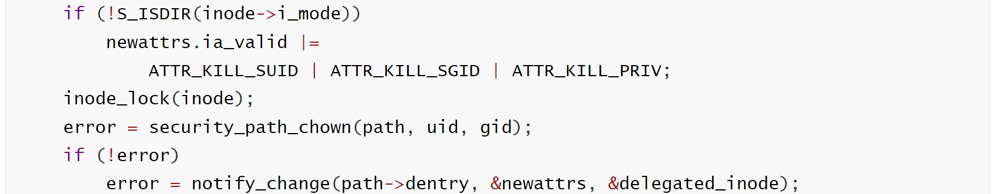 if (!S_ISDIR(inode->i_mode))
newattrs.ia_valid |=
ATTR_KILL_SUID | ATTR_KILL_SGID | ATTR_KILL_PRIV;
inode_lock(inode);
error = security_path_chown(path, uid, gid);
if (!error)
error = notify_change(path->dentry, &newattrs, &delegated_inode);